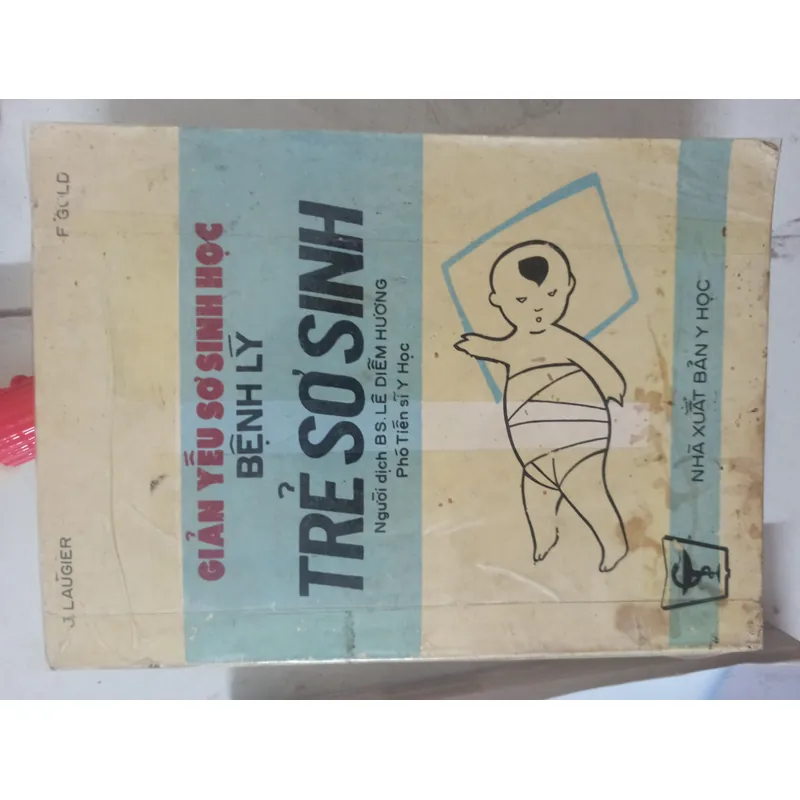 J. LAUGIER F. GOLD
GIẢN YẾU SƠ SINH HỌC
BỆNH LÝ
TRẺ SƠ SINH
Người dịch BS. LÊ DIỄM HƯƠNG
Phó Tiến sĩ Y Học
NHÀ XUẤT BẢN Y HỌC